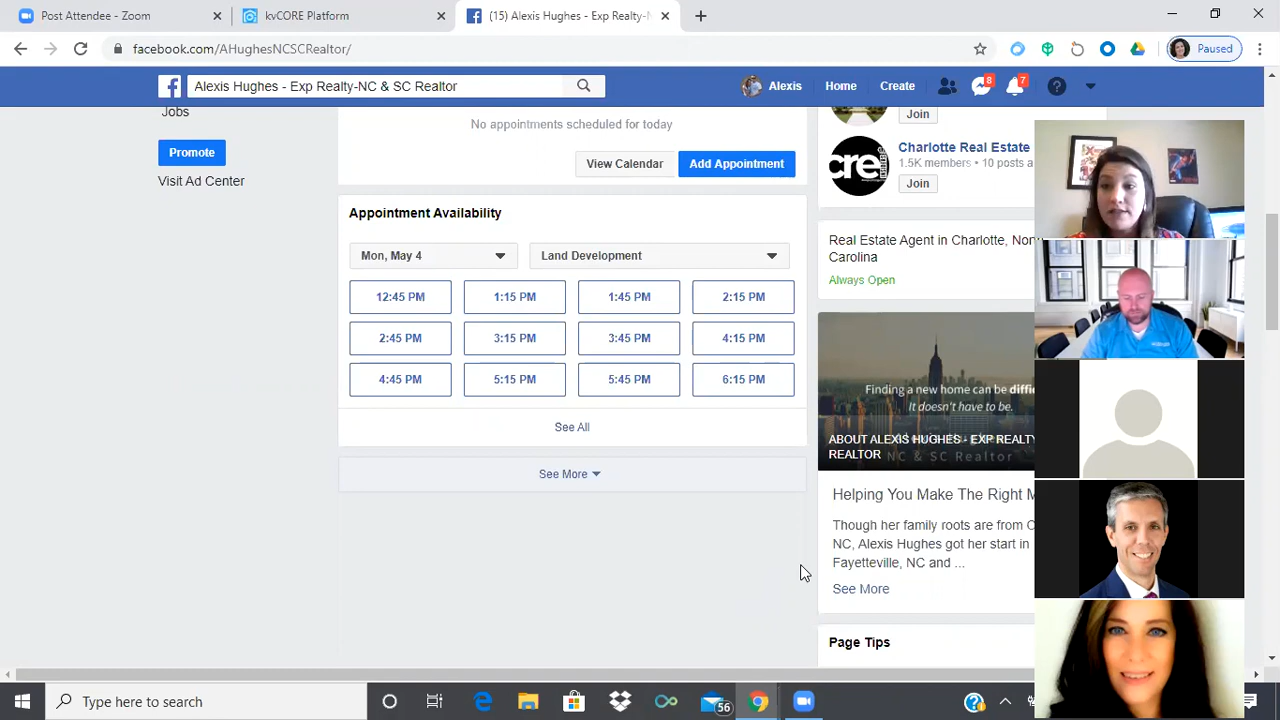 Post Attendee - Zoom
kvCORE Platform
(15) Alexis Hughes - Exp Realty-N
facebook.com/AHughesNCSCRealtor/
Paused
Alexis Hughes - Exp Realty-NC & SC Realtor
Alexis
Home
Create
8
7
Jobs
Promote
Visit Ad Center
No appointments scheduled for today
View Calendar
Add Appointment
Appointment Availability
Mon, May 4
Land Development
12:45 PM
1:15 PM
1:45 PM
2:15 PM
2:45 PM
3:15 PM
3:45 PM
4:15 PM
4:45 PM
5:15 PM
5:45 PM
6:15 PM
See All
See More
Join
cre
Charlotte Real Estate
1.5K members • 10 posts a
Join
Real Estate Agent in Charlotte, Nor
Carolina
Always Open
Finding a new home can be diffic
It doesn't have to be.
ABOUT ALEXIS HUGHES - EXP REALTY
REALTOR
NC & SC Realtor
Helping You Make The Right M
Though her family roots are from C
NC, Alexis Hughes got her start in
Fayetteville, NC and ...
See More
Page Tips
Type here to search
56